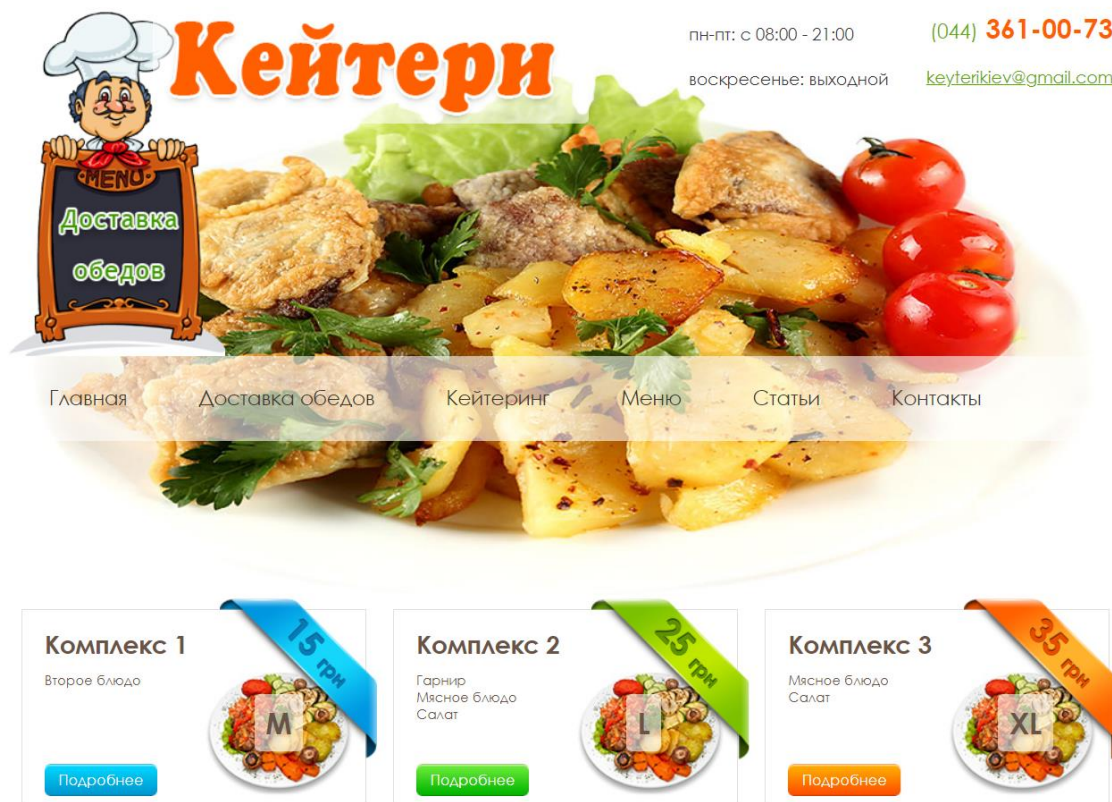 Кейтери
пн-пт: с 08:00 - 21:00
(044) 361-00-73
воскресенье: выходной
keyterikiev@gmail.com
MENU
Доставка
обедов
Главная
Доставка обедов
Кейтеринг
Меню
Статьи
Контакты
Комплекс 1
15 грн
Второе блюдо
M
Подробнее
Комплекс 2
25 грн
Гарнир
Мясное блюдо
Салат
L
Подробнее
Комплекс 3
35 грн
Мясное блюдо
Салат
XL
Подробнее